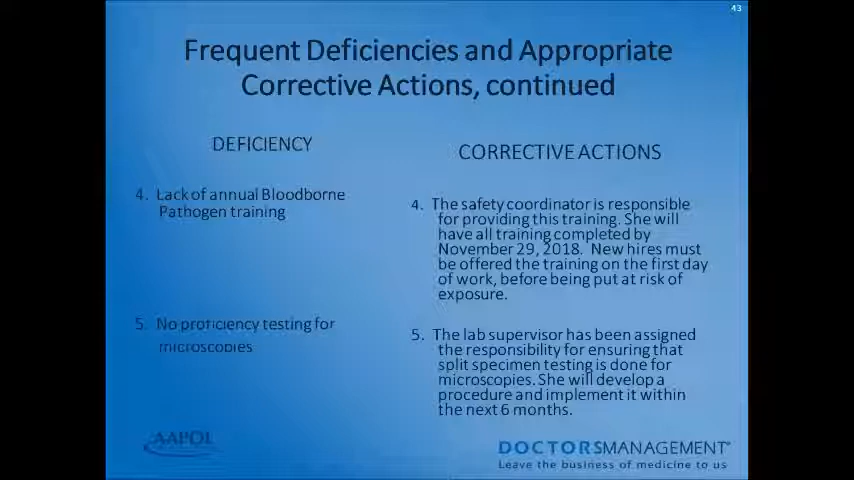 43
Frequent Deficiencies and Appropriate
Corrective Actions, continued
DEFICIENCY
CORRECTIVE ACTIONS
4. Lack of annual Bloodborne
Pathogen training
4. The safety coordinator is responsible
for providing this training. She will
have all training completed by
November 29, 2018. New hires must
be offered the training on the first day
of work, before being put at risk of
exposure.
5. No proficiency testing for
microscopies
5. The lab supervisor has been assigned
the responsibility for ensuring that
split specimen testing is done for
microscopies. She will develop a
procedure and implement it within
the next 6 months.
AAPOL
DOCTORSMANAGEMENT®
Leave the business of medicine to us